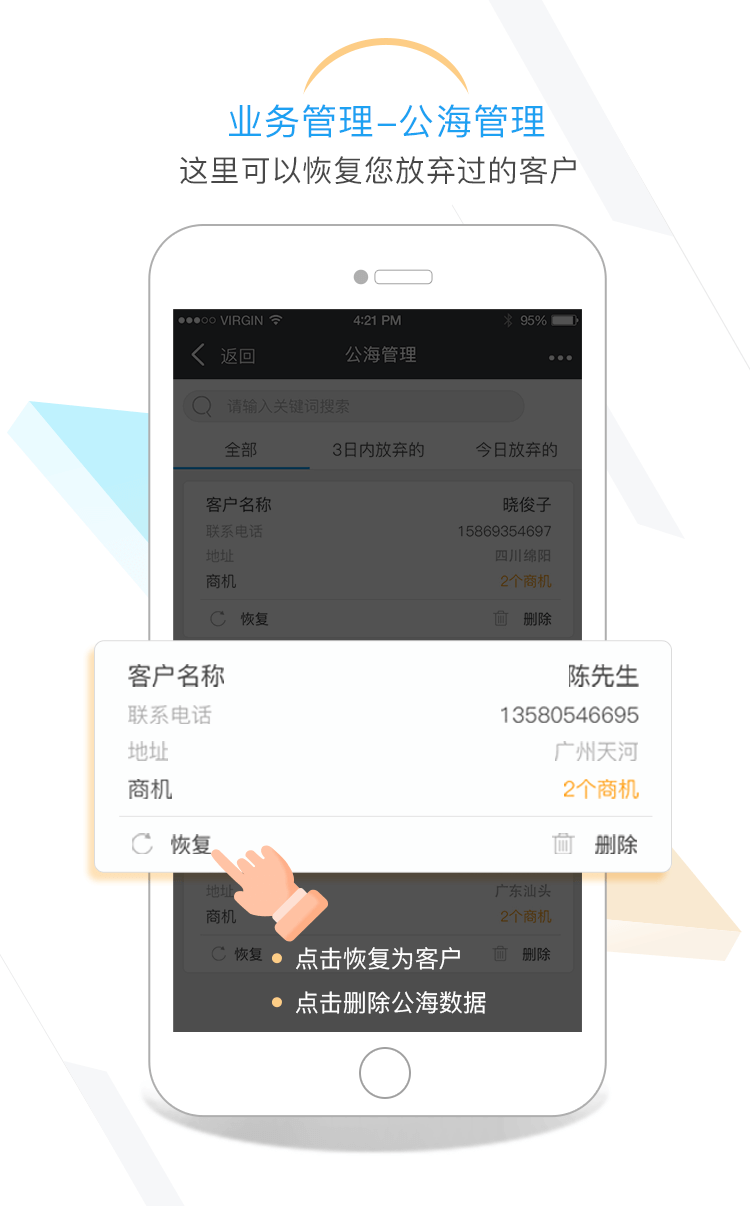 业务管理-公海管理
这里可以恢复您放弃过的客户
VIRGIN 4:21 PM 95%
返回 公海管理
请输入关键词搜索
全部 3日内放弃的 今日放弃的
客户名称 晓俊子
联系电话 15869354697
地址 四川绵阳
商机 2个商机
恢复 删除
客户名称 陈先生
联系电话 13580546695
地址 广州天河
商机 2个商机
恢复 删除
地址 广东汕头
商机 2个商机
恢复 删除
点击恢复为客户
点击删除公海数据